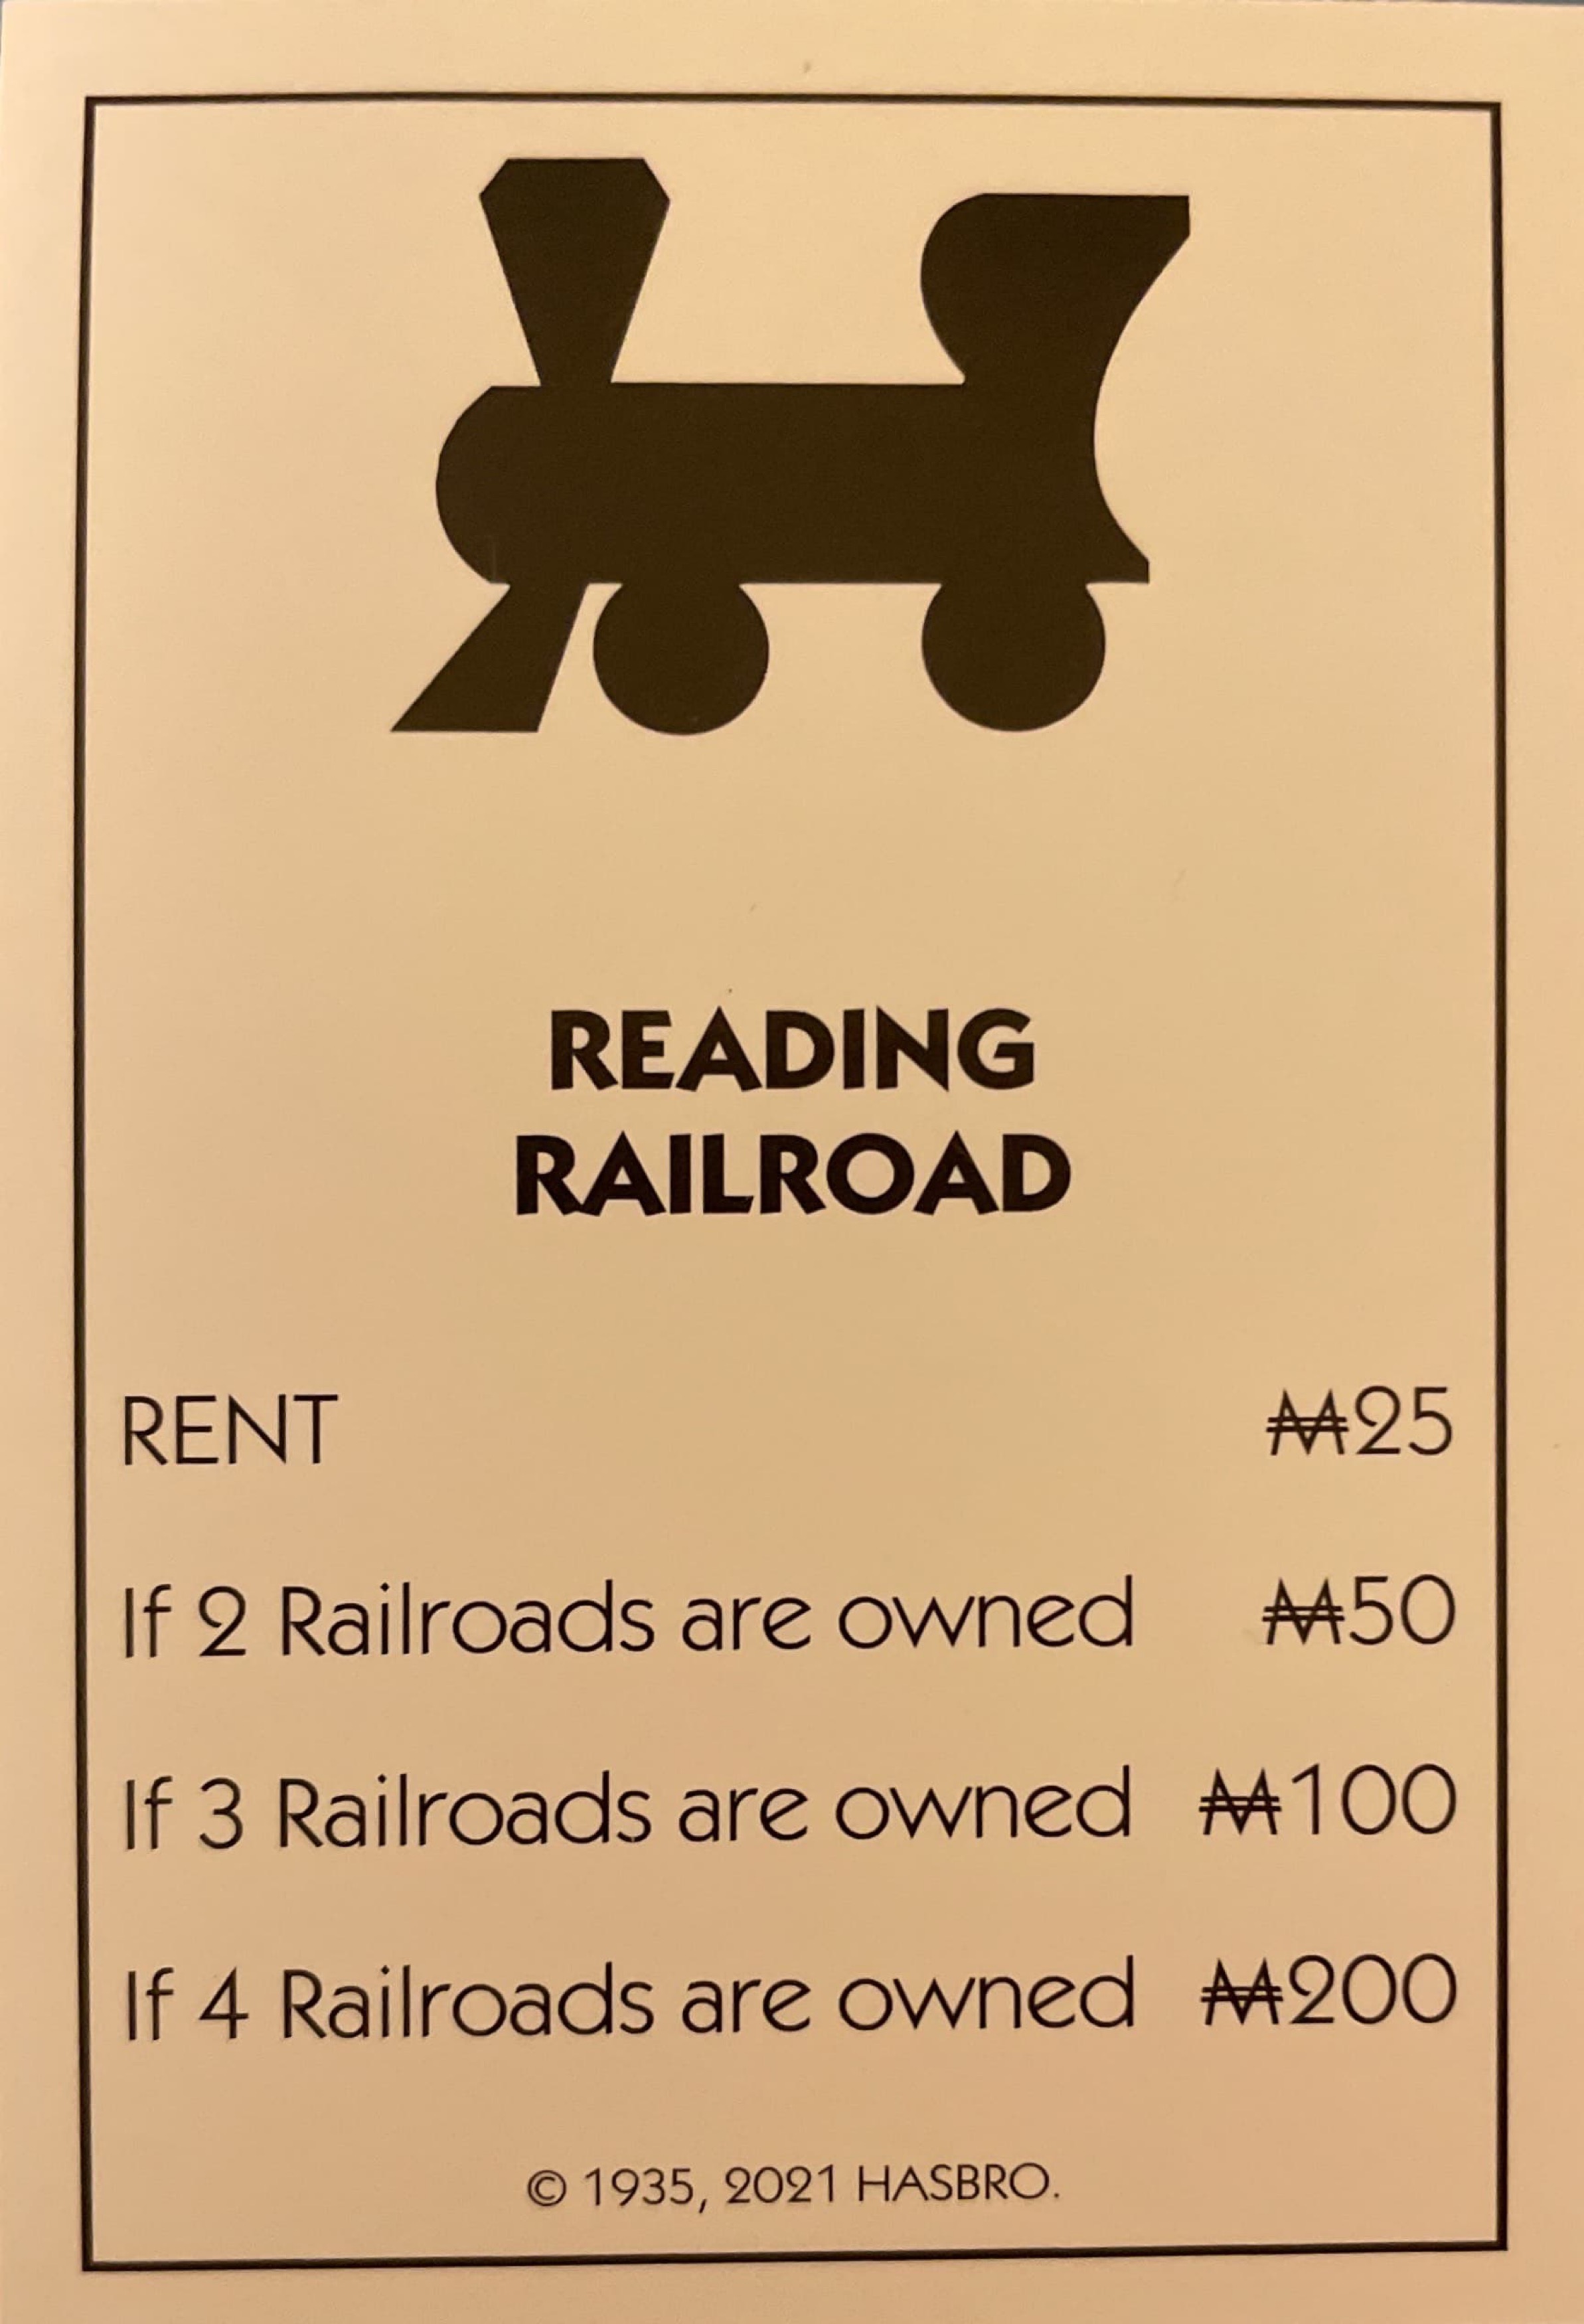 READING
RAILROAD
RENT ₩25
If 2 Railroads are owned ₩50
If 3 Railroads are owned ₩100
If 4 Railroads are owned ₩200
© 1935, 2021 HASBRO.